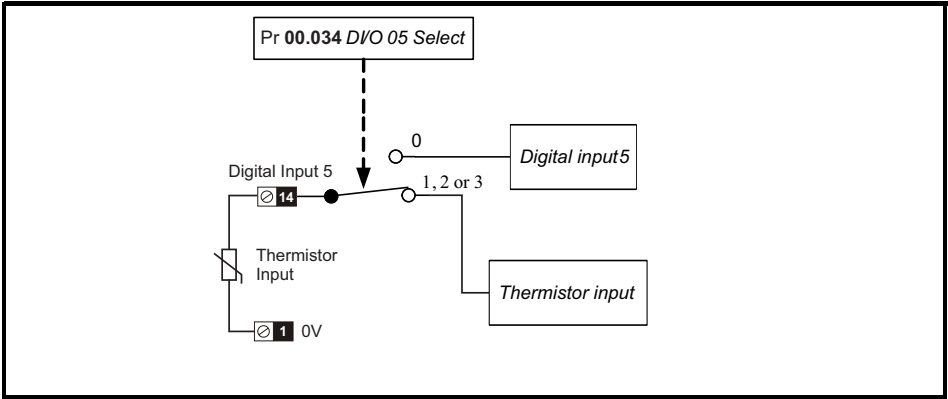 Pr 00.034 DI/O 05 Select
0
Digital input5
Digital Input 5
1, 2 or 3
14
Thermistor
Input
Thermistor input
1 0V